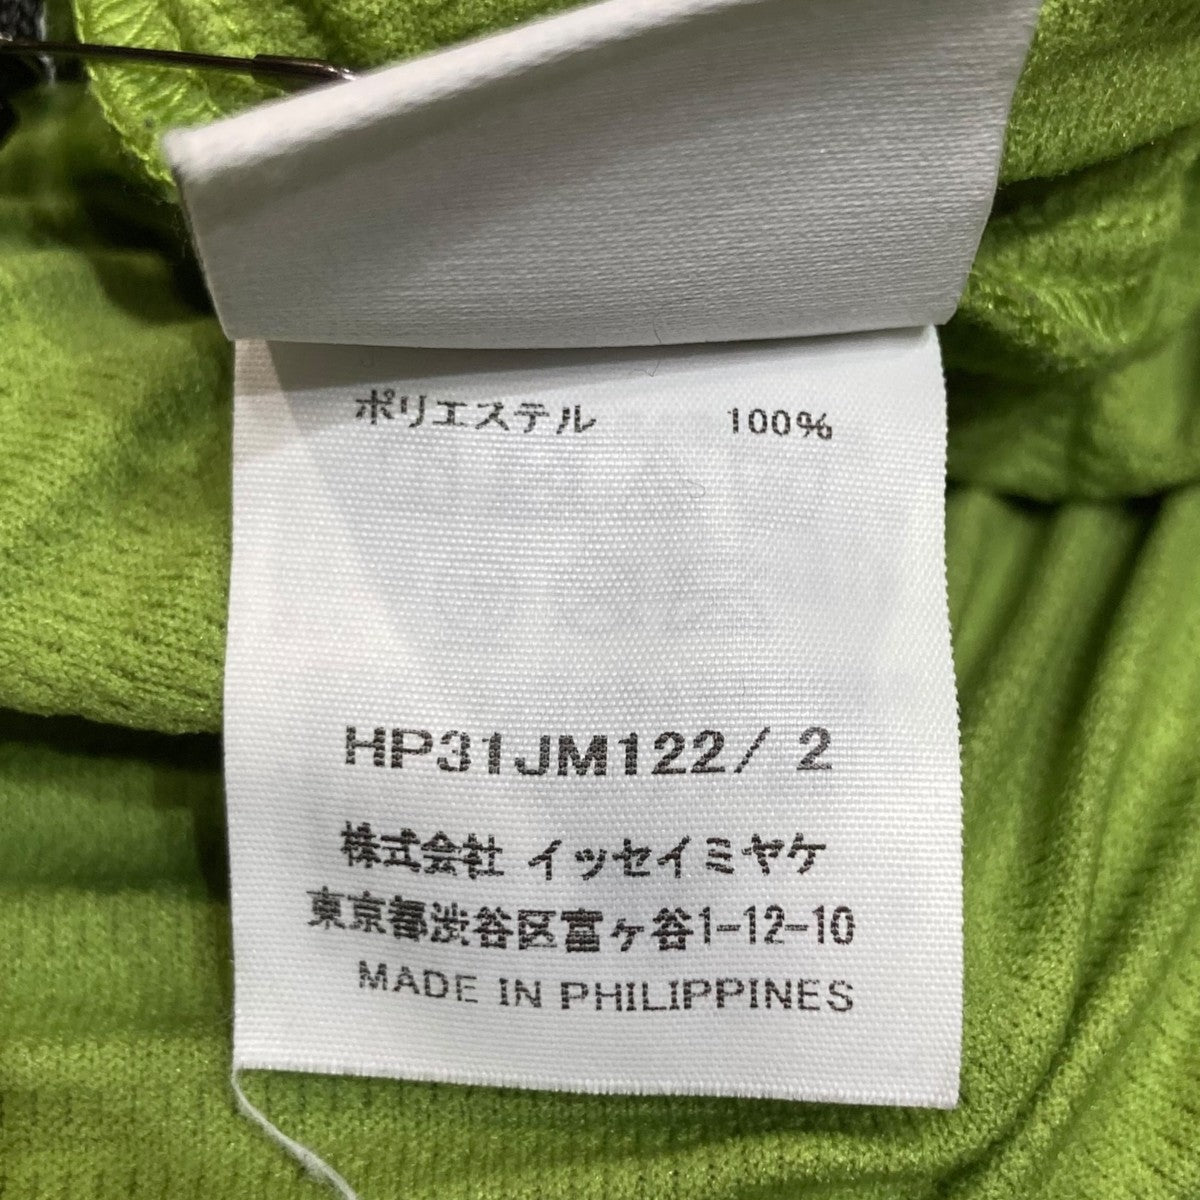 ポリエステル 100%
HP31JM122/ 2
株式会社 イッセイミヤケ
東京都渋谷区富ヶ谷1-12-10
MADE IN PHILIPPINES